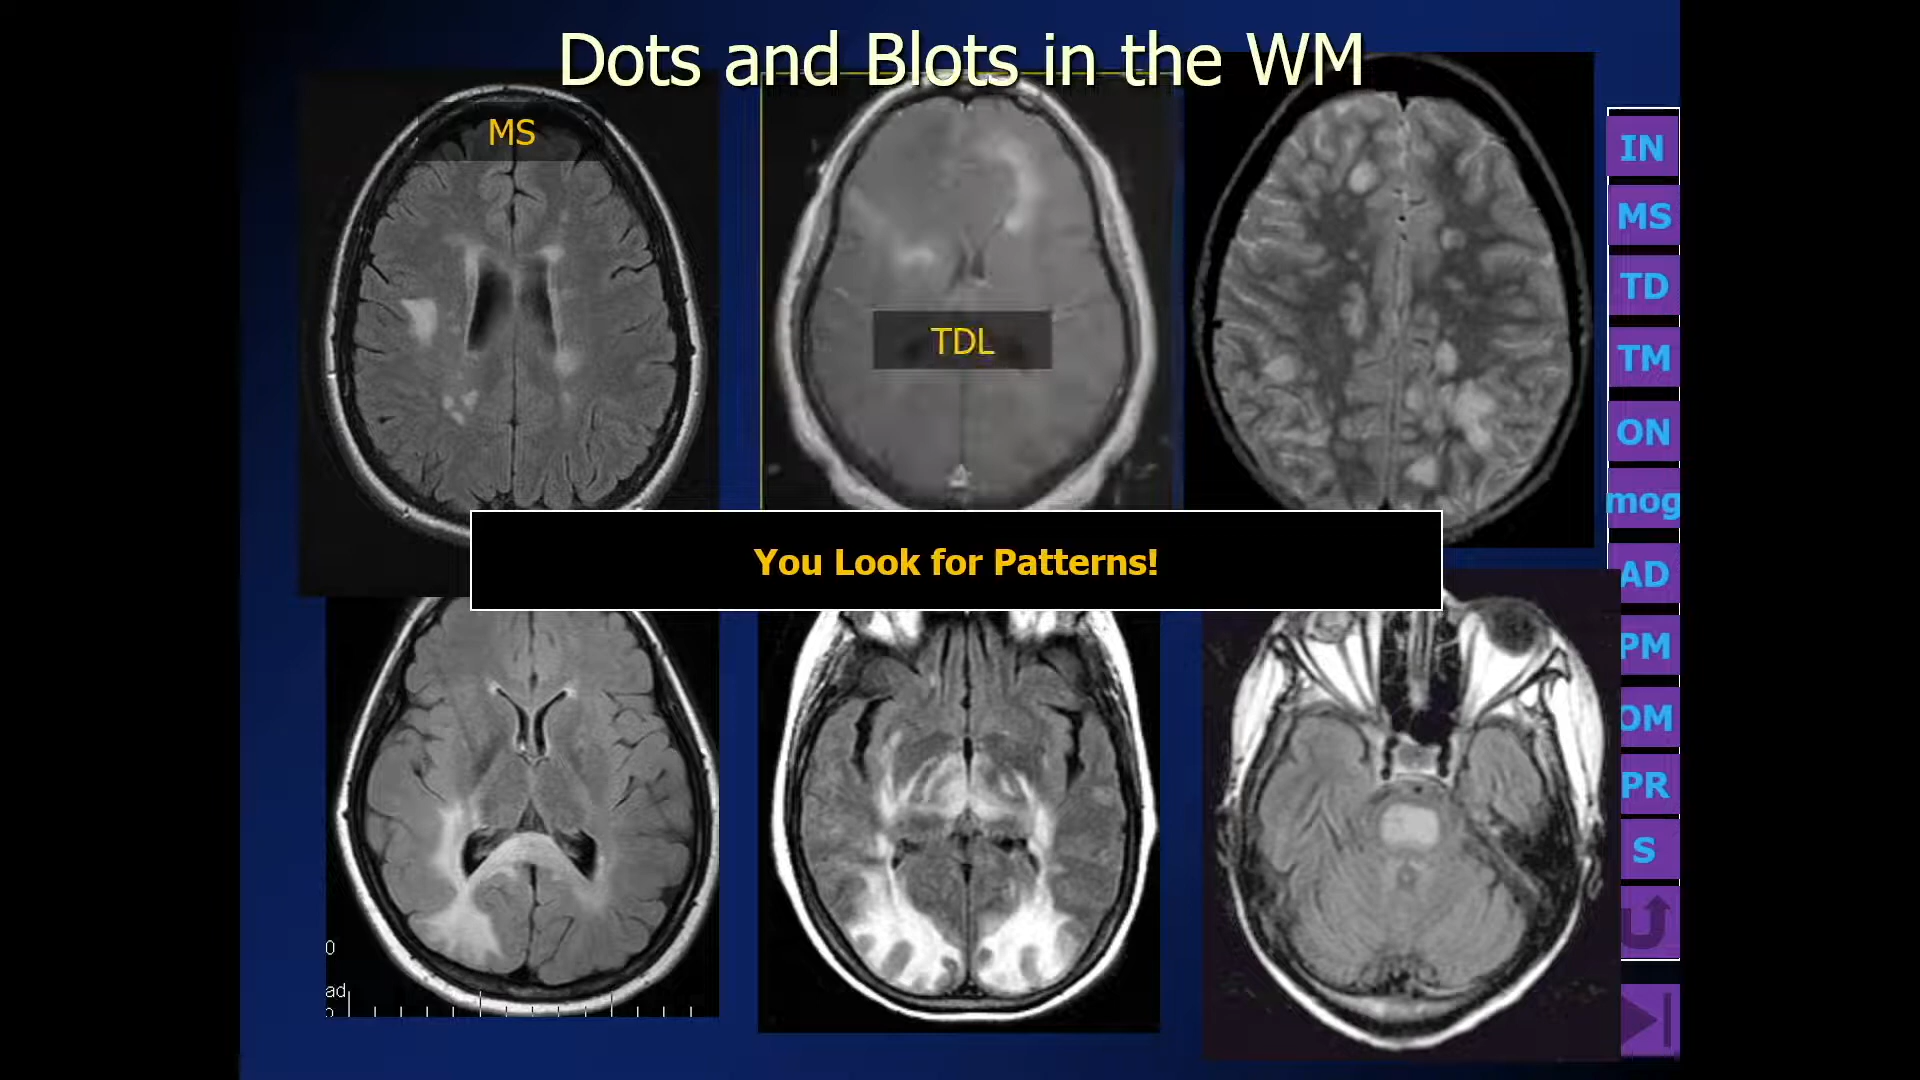 Dots and Blots in the WM
MS
TDL
You Look for Patterns!
IN
MS
TD
TM
ON
mog
AD
PM
OM
PR
S
0
ad